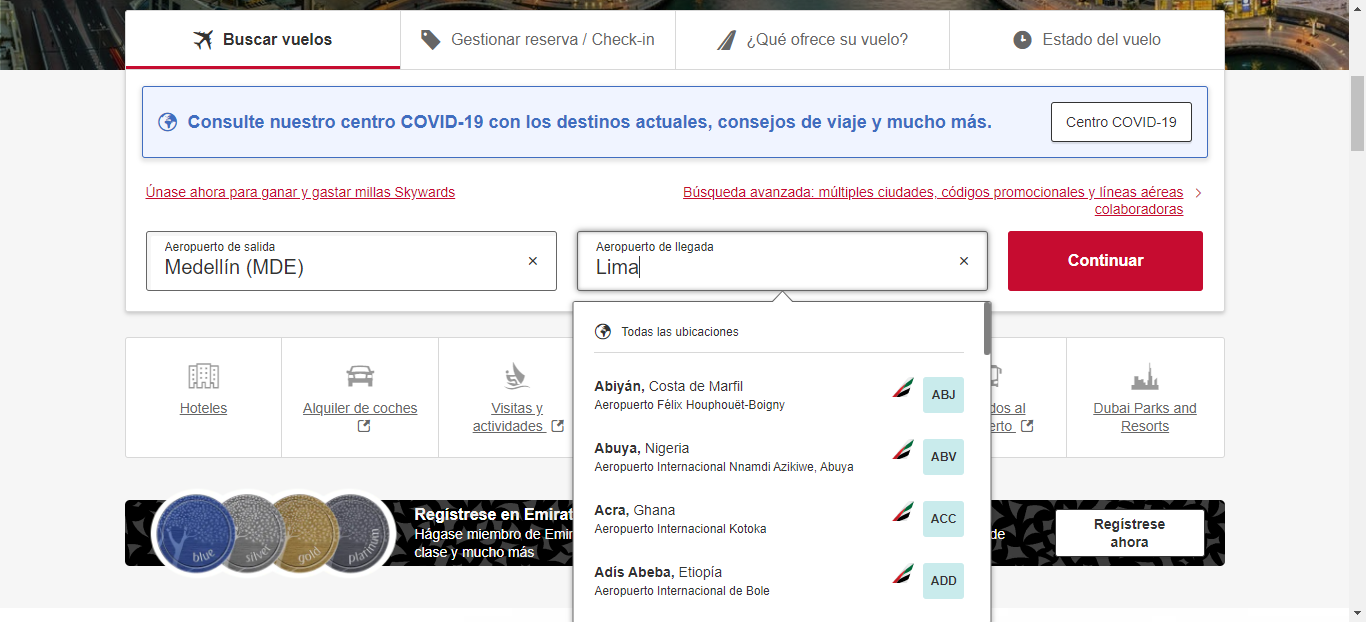 Buscar vuelos
Gestionar reserva / Check-in
¿Qué ofrece su vuelo?
Estado del vuelo
Consulte nuestro centro COVID-19 con los destinos actuales, consejos de viaje y mucho más.
Centro COVID-19
Únase ahora para ganar y gastar millas Skywards
Búsqueda avanzada: múltiples ciudades, códigos promocionales y líneas aéreas
colaboradoras
Aeropuerto de salida
Medellín (MDE)
Aeropuerto de llegada
Lima
Continuar
Todas las ubicaciones
Abiyán, Costa de Marfil
Aeropuerto Félix Houphouët-Boigny
ABJ
Abuya, Nigeria
Aeropuerto Internacional Nnamdi Azikiwe, Abuya
ABV
Acra, Ghana
Aeropuerto Internacional Kotoka
ACC
Adís Abeba, Etiopía
Aeropuerto Internacional de Bole
ADD
Hoteles
Alquiler de coches
Visitas y
actividades
dos al
erto
Dubai Parks and
Resorts
blue
silver
gold
platinum
Regístrese en Emirat
Hágase miembro de Emir
de
clase y mucho más
Regístrese
ahora